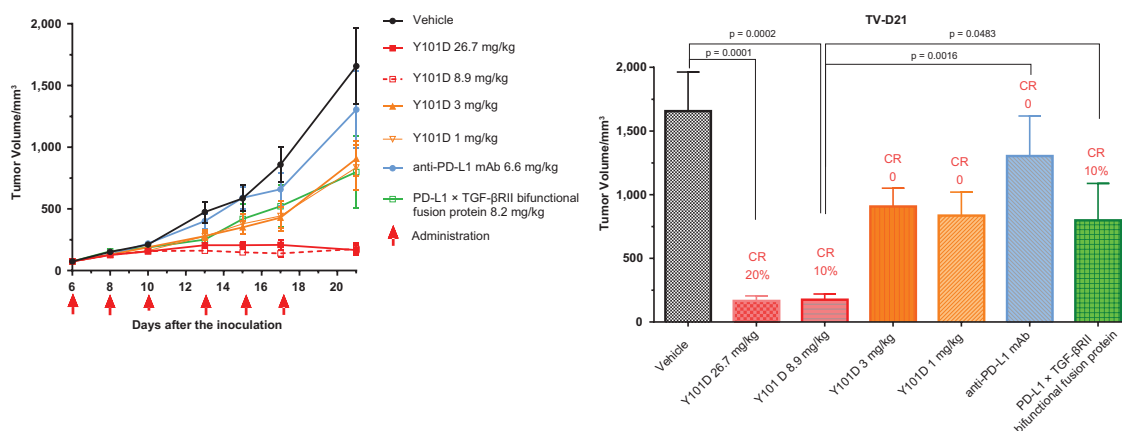 2,000
1,500
1,000
500
0
Tumor Volume/mm³
6
8
10
12
14
16
18
20
Days after the inoculation
Vehicle
Y101D 26.7 mg/kg
Y101D 8.9 mg/kg
Y101D 3 mg/kg
Y101D 1 mg/kg
anti-PD-L1 mAb 6.6 mg/kg
PD-L1 × TGF-βRII bifunctional
fusion protein 8.2 mg/kg
Administration
TV-D21
p = 0.0002
p = 0.0483
p = 0.0001
p = 0.0016
2,000
1,500
1,000
500
0
Tumor Volume/mm³
CR
20%
CR
10%
CR
0
CR
0
CR
0
CR
10%
Vehicle
Y101D 26.7 mg/kg
Y101 D 8.9 mg/kg
Y101D 3 mg/kg
Y101D 1 mg/kg
anti-PD-L1 mAb
PD-L1 × TGF-βRII
bifunctional fusion protein